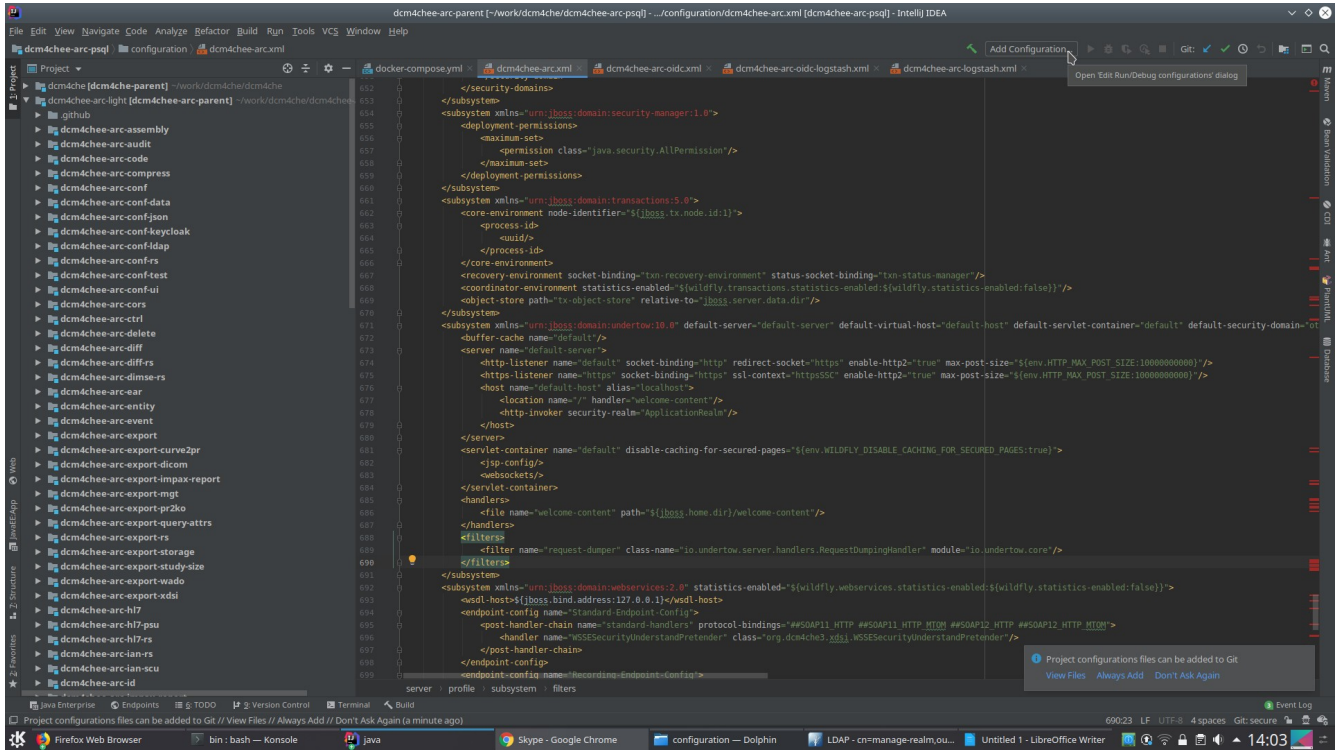 dcm4chee-arc-parent [~/work/dcm4che/dcm4chee-arc-psql] - .../configuration/dcm4chee-arc.xml [dcm4chee-arc-psql] - IntelliJ IDEA
File Edit View Navigate Code Analyze Refactor Build Run Tools VCS Window Help
dcm4chee-arc-psql configuration dcm4chee-arc.xml
Add Configuration... Git:
Project
docker-compose.yml dcm4chee-arc.xml dcm4chee-arc-oidc.xml dcm4chee-arc-oidc-logstash.xml dcm4chee-arc-logstash.xml
Open 'Edit Run/Debug configurations' dialog
1: Project
Web
JavaEE:App
Z: Structure
2: Favorites
dcm4che [dcm4che-parent] ~/work/dcm4che/dcm4che
dcm4chee-arc-light [dcm4chee-arc-parent] ~/work/dcm4che/dcm4chee-
.github
dcm4chee-arc-assembly
dcm4chee-arc-audit
dcm4chee-arc-code
dcm4chee-arc-compress
dcm4chee-arc-conf
dcm4chee-arc-conf-data
dcm4chee-arc-conf-json
dcm4chee-arc-conf-keycloak
dcm4chee-arc-conf-ldap
dcm4chee-arc-conf-rs
dcm4chee-arc-conf-test
dcm4chee-arc-conf-ui
dcm4chee-arc-cors
dcm4chee-arc-ctrl
dcm4chee-arc-delete
dcm4chee-arc-diff
dcm4chee-arc-diff-rs
dcm4chee-arc-dimse-rs
dcm4chee-arc-ear
dcm4chee-arc-entity
dcm4chee-arc-event
dcm4chee-arc-export
dcm4chee-arc-export-curve2pr
dcm4chee-arc-export-dicom
dcm4chee-arc-export-impax-report
dcm4chee-arc-export-mgt
dcm4chee-arc-export-pr2ko
dcm4chee-arc-export-query-attrs
dcm4chee-arc-export-rs
dcm4chee-arc-export-storage
dcm4chee-arc-export-study-size
dcm4chee-arc-export-wado
dcm4chee-arc-export-xdsi
dcm4chee-arc-hl7
dcm4chee-arc-hl7-psu
dcm4chee-arc-hl7-rs
dcm4chee-arc-ian-rs
dcm4chee-arc-ian-scu
dcm4chee-arc-id
652 </security-domains>
653 </subsystem>
654 <subsystem xmlns="urn:jboss:domain:security-manager:1.0">
655 <deployment-permissions>
656 <maximum-set>
657 <permission class="java.security.AllPermission"/>
658 </maximum-set>
659 </deployment-permissions>
660 </subsystem>
661 <subsystem xmlns="urn:jboss:domain:transactions:5.0">
662 <core-environment node-identifier="${jboss.tx.node.id:1}">
663 <process-id>
664 <uuid/>
665 </process-id>
666 </core-environment>
667 <recovery-environment socket-binding="txn-recovery-environment" status-socket-binding="txn-status-manager"/>
668 <coordinator-environment statistics-enabled="${wildfly.transactions.statistics-enabled:${wildfly.statistics-enabled:false}}"/>
669 <object-store path="tx-object-store" relative-to="jboss.server.data.dir"/>
670 </subsystem>
671 <subsystem xmlns="urn:jboss:domain:undertow:10.0" default-server="default-server" default-virtual-host="default-host" default-servlet-container="default" default-security-domain="ot
672 <buffer-cache name="default"/>
673 <server name="default-server">
674 <http-listener name="default" socket-binding="http" redirect-socket="https" enable-http2="true" max-post-size="${env.HTTP_MAX_POST_SIZE:10000000000}"/>
675 <https-listener name="https" socket-binding="https" ssl-context="httpsSSC" enable-http2="true" max-post-size="${env.HTTP_MAX_POST_SIZE:10000000000}"/>
676 <host name="default-host" alias="localhost">
677 <location name="/" handler="welcome-content"/>
678 <http-invoker security-realm="ApplicationRealm"/>
679 </host>
680 </server>
681 <servlet-container name="default" disable-caching-for-secured-pages="${env.WILDFLY_DISABLE_CACHING_FOR_SECURED_PAGES:true}">
682 <jsp-config/>
683 <websockets/>
684 </servlet-container>
685 <handlers>
686 <file name="welcome-content" path="${jboss.home.dir}/welcome-content"/>
687 </handlers>
688 <filters>
689 <filter name="request-dumper" class-name="io.undertow.server.handlers.RequestDumpingHandler" module="io.undertow.core"/>
690 </filters>
691 </subsystem>
692 <subsystem xmlns="urn:jboss:domain:webservices:2.0" statistics-enabled="${wildfly.webservices.statistics-enabled:${wildfly.statistics-enabled:false}}">
693 <wsdl-host>${jboss.bind.address:127.0.0.1}</wsdl-host>
694 <endpoint-config name="Standard-Endpoint-Config">
695 <post-handler-chain name="standard-handlers" protocol-bindings="##SOAP11_HTTP ##SOAP11_HTTP_MTOM ##SOAP12_HTTP ##SOAP12_HTTP_MTOM">
696 <handler name="WSSESecurityUnderstandPretender" class="org.dcm4che3.xdsi.WSSESecurityUnderstandPretender"/>
697 </post-handler-chain>
698 </endpoint-config>
699 <endpoint-config name="Recording-Endpoint-Config">
server profile subsystem filters
Maven
Bean Validation
CDI
Ant
PlantUML
Database
Project configurations files can be added to Git
View Files Always Add Don't Ask Again
Java Enterprise Endpoints 6: TODO 9: Version Control Terminal Build Event Log
Project configurations files can be added to Git // View Files // Always Add // Don't Ask Again (a minute ago) 690:23 LF UTF-8 4 spaces Git: secure
Firefox Web Browser bin : bash — Konsole java Skype - Google Chrome configuration — Dolphin LDAP - cn=manage-realm,ou... Untitled 1 - LibreOffice Writer 14:03